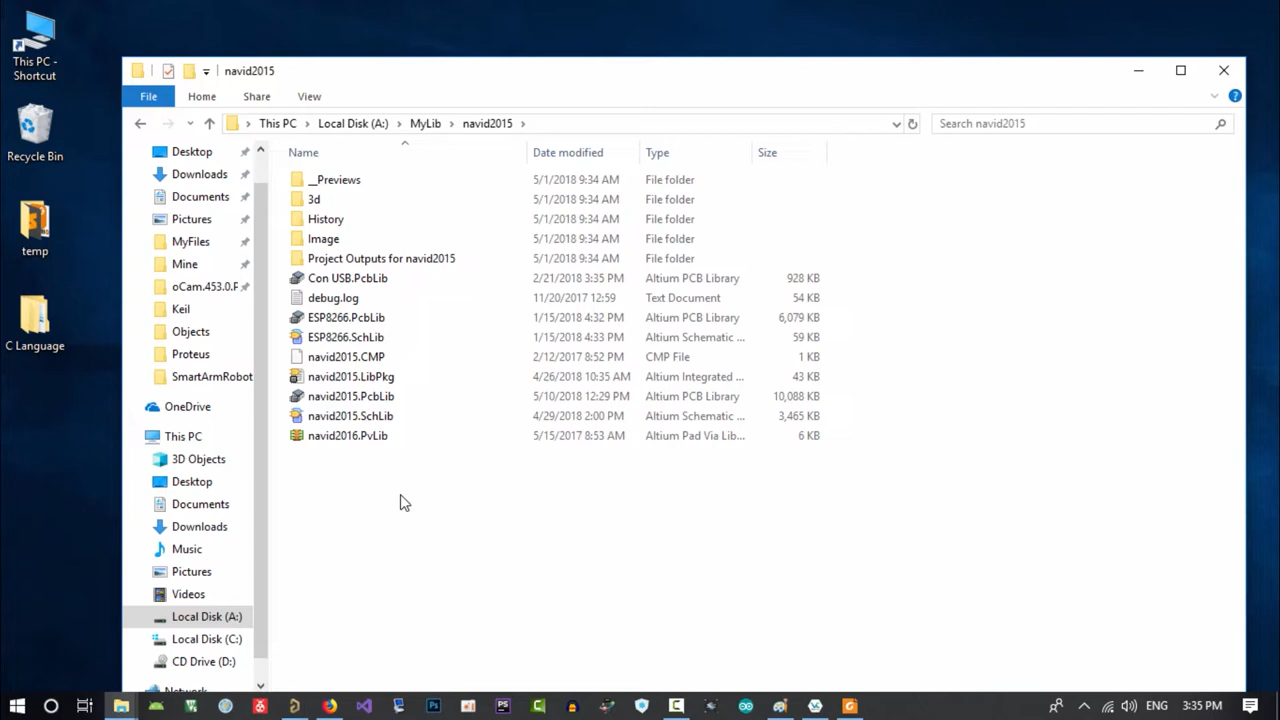 This PC -
Shortcut
Recycle Bin
temp
C Language
navid2015
File Home Share View
This PC Local Disk (A:) MyLib navid2015
Search navid2015
Desktop
Downloads
Documents
Pictures
MyFiles
Mine
oCam.453.0.P
Keil
Objects
Proteus
SmartArmRobot
OneDrive
This PC
3D Objects
Desktop
Documents
Downloads
Music
Pictures
Videos
Local Disk (A:)
Local Disk (C:)
CD Drive (D:)
Network
Name Date modified Type Size
__Previews 5/1/2018 9:34 AM File folder
3d 5/1/2018 9:34 AM File folder
History 5/1/2018 9:34 AM File folder
Image 5/1/2018 9:34 AM File folder
Project Outputs for navid2015 5/1/2018 9:34 AM File folder
Con USB.PcbLib 2/21/2018 3:35 PM Altium PCB Library 928 KB
debug.log 11/20/2017 12:59 Text Document 54 KB
ESP8266.PcbLib 1/15/2018 4:32 PM Altium PCB Library 6,079 KB
ESP8266.SchLib 1/15/2018 4:33 PM Altium Schematic ... 59 KB
navid2015.CMP 2/12/2017 8:52 PM CMP File 1 KB
navid2015.LibPkg 4/26/2018 10:35 AM Altium Integrated ... 43 KB
navid2015.PcbLib 5/10/2018 12:29 PM Altium PCB Library 10,088 KB
navid2015.SchLib 4/29/2018 2:00 PM Altium Schematic ... 3,465 KB
navid2016.PvLib 5/15/2017 8:53 AM Altium Pad Via Lib... 6 KB
Ps PS ENG 3:35 PM